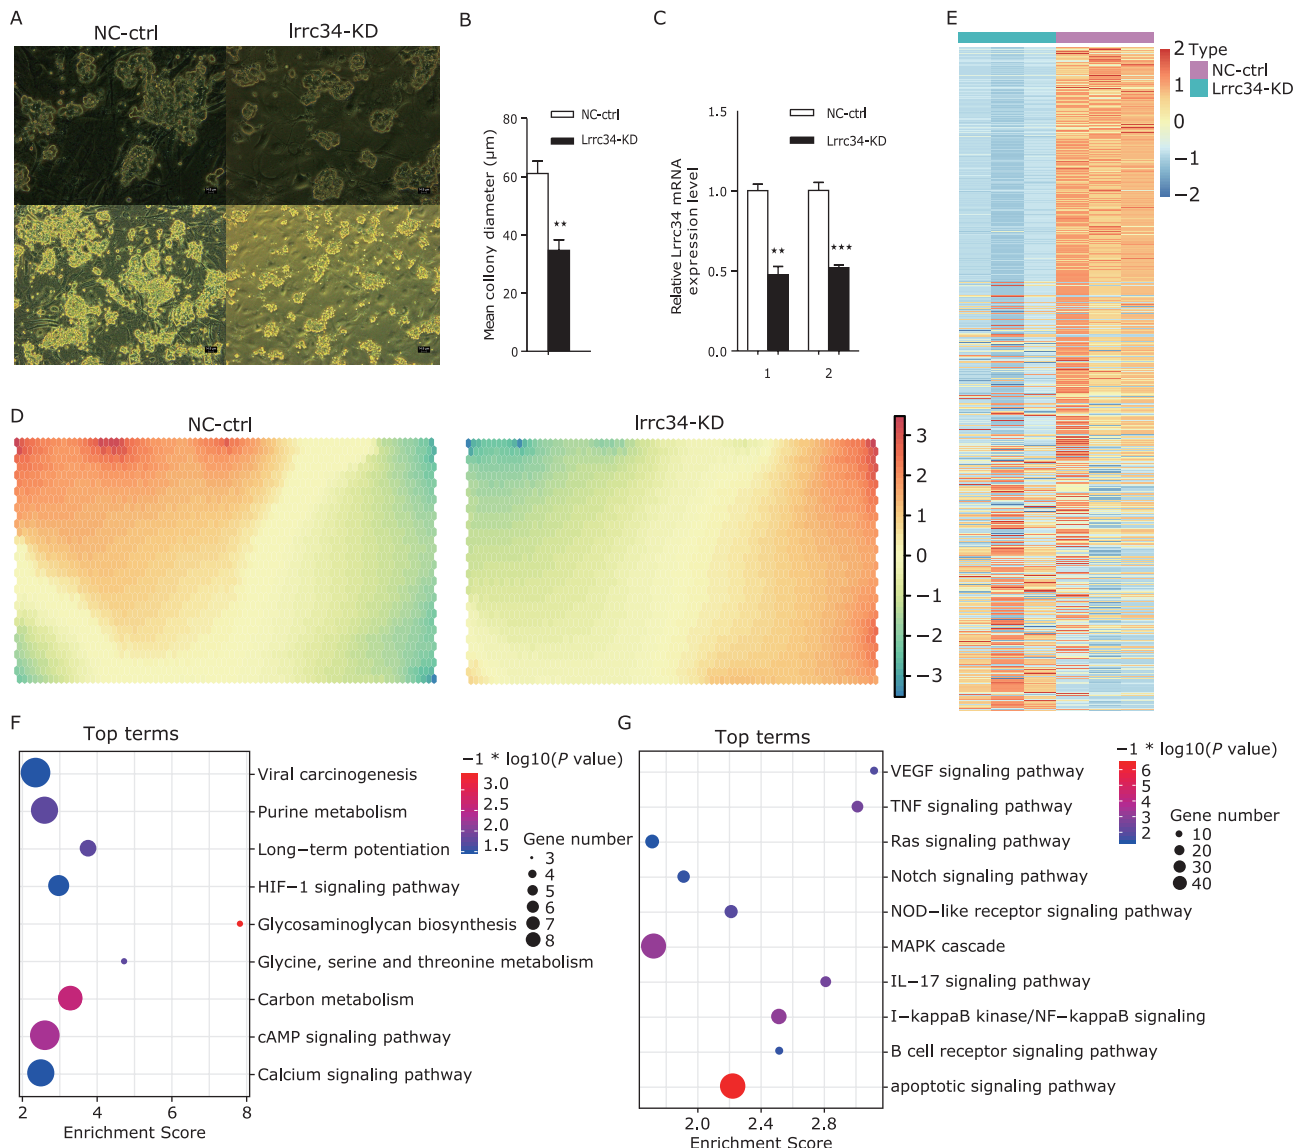 A
NC-ctrl
lrrc34-KD
B
Mean collony diameter (μm)
80
60
40
20
0
NC-ctrl
Lrrc34-KD
★★
C
Relative Lrrc34 mRNA
expression level
1.5
1.0
0.5
0.0
NC-ctrl
Lrrc34-KD
★★
★★★
1
2
D
NC-ctrl
lrrc34-KD
3
2
1
0
−1
−2
−3
E
2
1
0
−1
−2
Type
NC-ctrl
Lrrc34-KD
F
Top terms
Viral carcinogenesis
Purine metabolism
Long−term potentiation
HIF−1 signaling pathway
Glycosaminoglycan biosynthesis
Glycine, serine and threonine metabolism
Carbon metabolism
cAMP signaling pathway
Calcium signaling pathway
2
4
6
8
Enrichment Score
−1 * log10(P value)
3.0
2.5
2.0
1.5
Gene number
3
4
5
6
7
8
G
Top terms
VEGF signaling pathway
TNF signaling pathway
Ras signaling pathway
Notch signaling pathway
NOD−like receptor signaling pathway
MAPK cascade
IL−17 signaling pathway
I−kappaB kinase/NF−kappaB signaling
B cell receptor signaling pathway
apoptotic signaling pathway
2.0
2.4
2.8
Enrichment Score
−1 * log10(P value)
6
5
4
3
2
Gene number
10
20
30
40